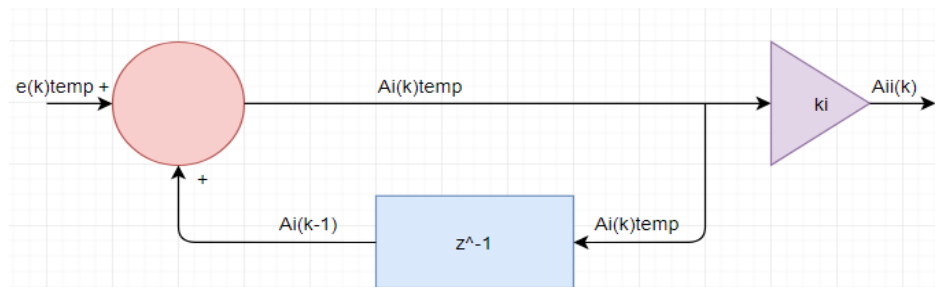 e(k)temp +
Ai(k)temp
ki
Aii(k)
+
Ai(k-1)
z^-1
Ai(k)temp